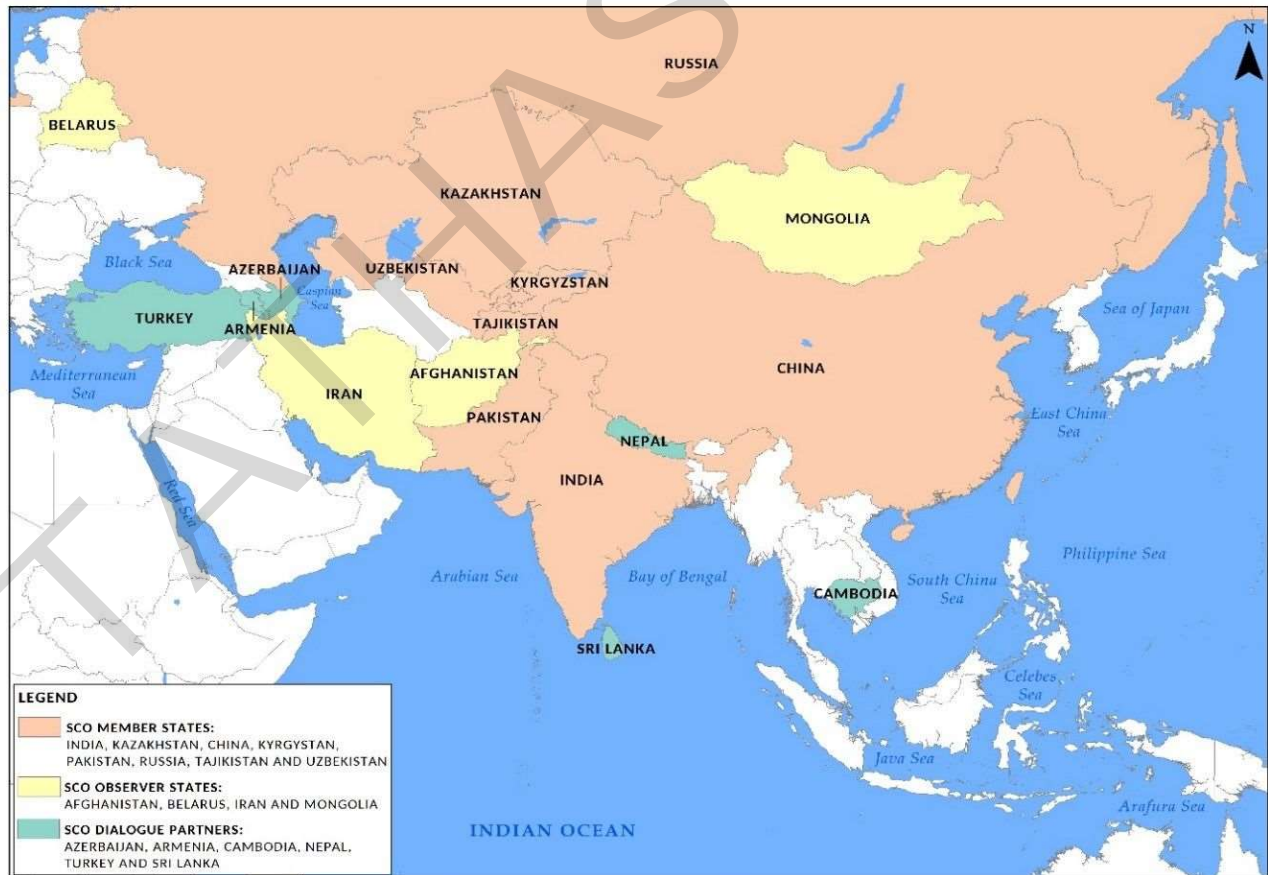 TATHAS
N
RUSSIA
BELARUS
KAZAKHSTAN
MONGOLIA
Black Sea
AZERBAIJAN
UZBEKISTAN
KYRGYZSTAN
Caspian
Sea
Sea of Japan
TURKEY
ARMENIA
TAJIKISTAN
CHINA
Mediterranean
Sea
AFGHANISTAN
IRAN
PAKISTAN
East China
Sea
NEPAL
INDIA
Red Sea
Philippine Sea
Arabian Sea
Bay of Bengal
South China
Sea
CAMBODIA
SRI LANKA
Celebes
Sea
Java Sea
Arafura Sea
INDIAN OCEAN
LEGEND
SCO MEMBER STATES:
INDIA, KAZAKHSTAN, CHINA, KYRGYSTAN,
PAKISTAN, RUSSIA, TAJIKISTAN AND UZBEKISTAN
SCO OBSERVER STATES:
AFGHANISTAN, BELARUS, IRAN AND MONGOLIA
SCO DIALOGUE PARTNERS:
AZERBAIJAN, ARMENIA, CAMBODIA, NEPAL,
TURKEY AND SRI LANKA